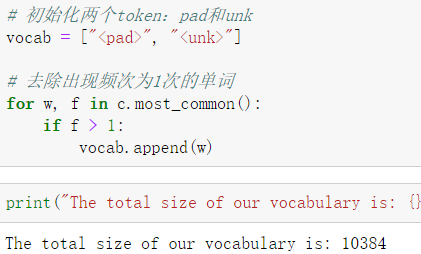 # 初始化两个token：pad和unk
vocab = ["<pad>", "<unk>"]
# 去除出现频次为1次的单词
for w, f in c.most_common():
    if f > 1:
        vocab.append(w)
print("The total size of our vocabulary is: {}
The total size of our vocabulary is: 10384